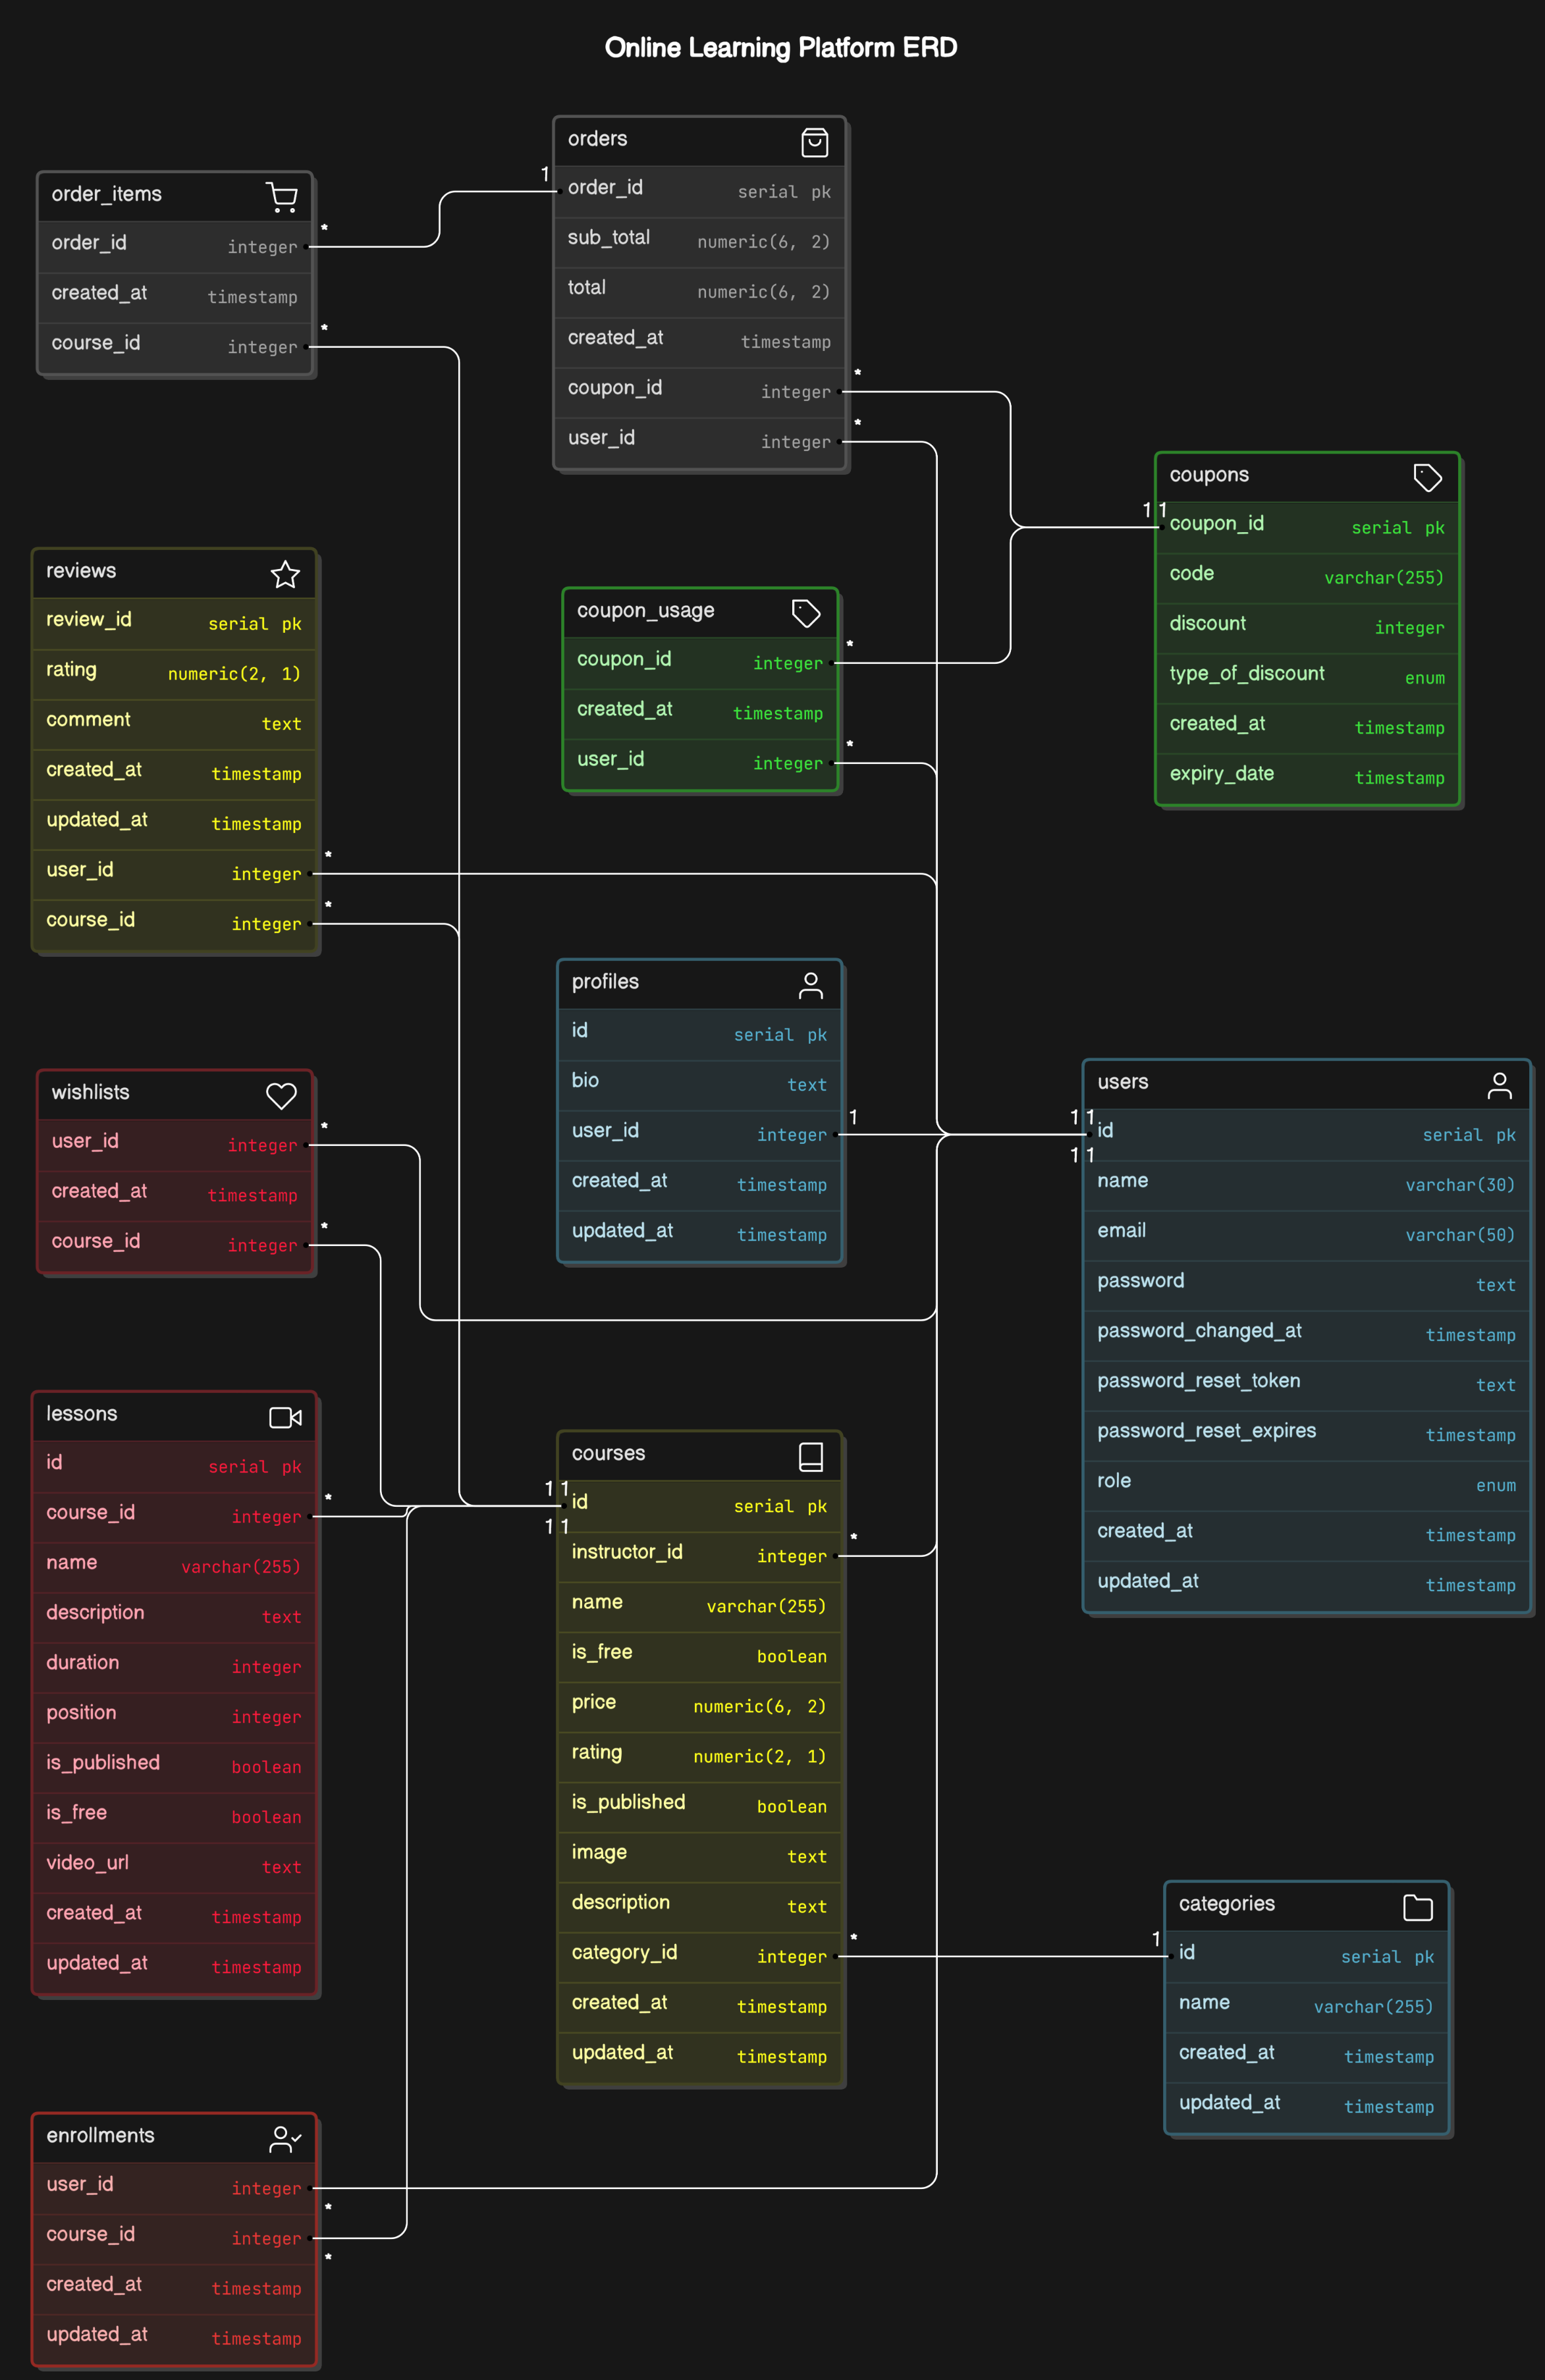 Online Learning Platform ERD
orders
1
order_id serial pk
sub_total numeric(6, 2)
total numeric(6, 2)
created_at timestamp
*
coupon_id integer
*
user_id integer
order_items
*
order_id integer
created_at timestamp
*
course_id integer
coupons
1 1
coupon_id serial pk
code varchar(255)
discount integer
type_of_discount enum
created_at timestamp
expiry_date timestamp
reviews
review_id serial pk
rating numeric(2, 1)
comment text
created_at timestamp
updated_at timestamp
*
user_id integer
*
course_id integer
coupon_usage
*
coupon_id integer
created_at timestamp
*
user_id integer
profiles
id serial pk
bio text
1
user_id integer
created_at timestamp
updated_at timestamp
users
1 1
id serial pk
1 1
name varchar(30)
email varchar(50)
password text
password_changed_at timestamp
password_reset_token text
password_reset_expires timestamp
role enum
created_at timestamp
updated_at timestamp
wishlists
*
user_id integer
created_at timestamp
*
course_id integer
lessons
id serial pk
*
course_id integer
name varchar(255)
description text
duration integer
position integer
is_published boolean
is_free boolean
video_url text
created_at timestamp
updated_at timestamp
courses
1 1
id serial pk
1 1
*
instructor_id integer
name varchar(255)
is_free boolean
price numeric(6, 2)
rating numeric(2, 1)
is_published boolean
image text
description text
*
category_id integer
created_at timestamp
updated_at timestamp
categories
1
id serial pk
name varchar(255)
created_at timestamp
updated_at timestamp
enrollments
user_id integer
*
course_id integer
*
created_at timestamp
updated_at timestamp